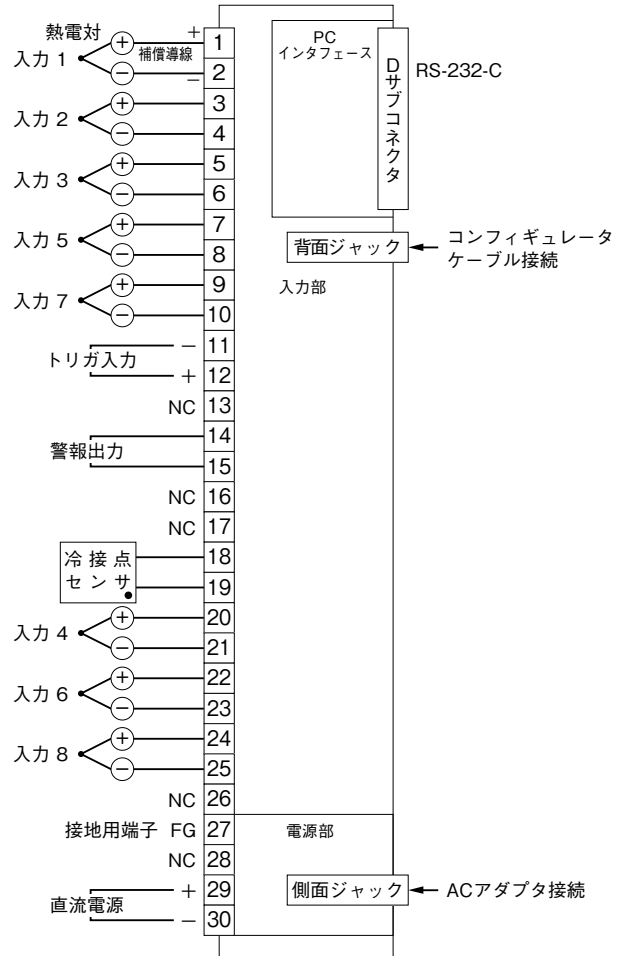 熱電対
入力 1
+ 補償導線 +
− −
1
2
入力 2
+
−
3
4
入力 3
+
−
5
6
入力 5
+
−
7
8
入力 7
+
−
9
10
トリガ入力
− 11
+ 12
NC 13
警報出力
14
15
NC 16
NC 17
冷接点
センサ
18
19
入力 4
+
−
20
21
入力 6
+
−
22
23
入力 8
+
−
24
25
NC 26
接地用端子 FG 27
NC 28
直流電源
+ 29
− 30
PC
インタフェース
Dサブコネクタ
RS-232-C
背面ジャック
コンフィギュレータ
ケーブル接続
入力部
電源部
側面ジャック
ACアダプタ接続